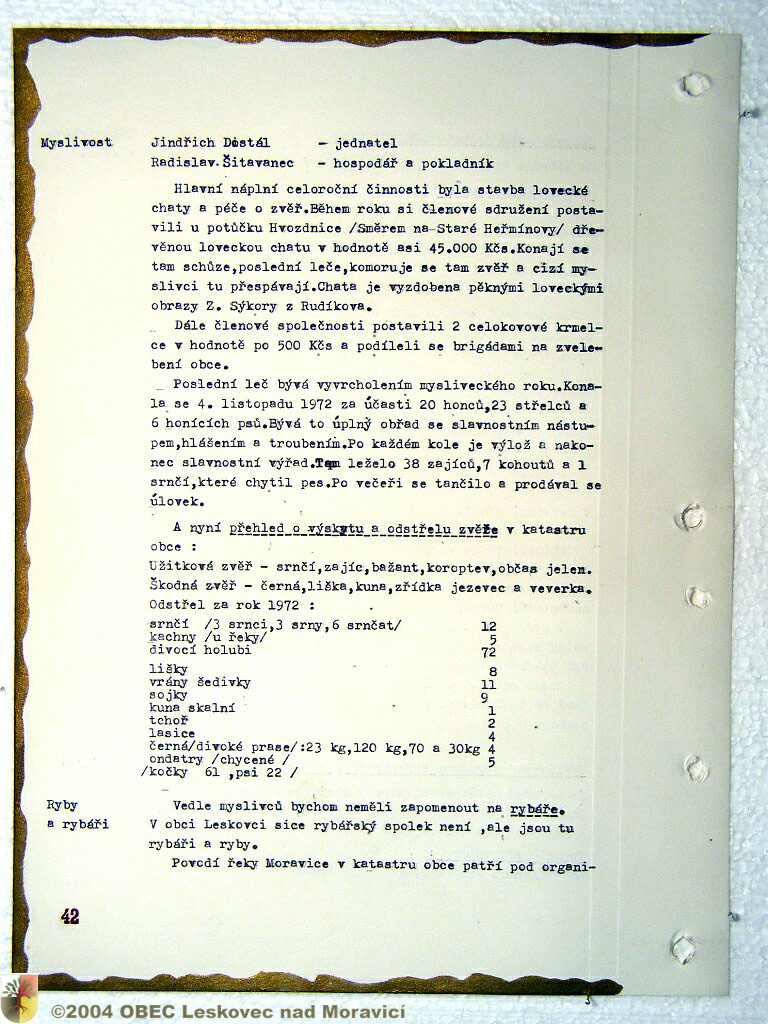 Myslivost Jindřich Dostál - jednatel
Radislav Šitavanec - hospodář a pokladník
Hlavní náplní celoroční činnosti byla stavba lovecké
chaty a péče o zvěř.Během roku si členové sdružení posta-
vili u potůčku Hvozdnice /Směrem na Staré Heřmínovy/ dře-
věnou loveckou chatu v hodnotě asi 45.000 Kčs.Konají se
tam schůze,poslední leče,komoruje se tam zvěř a cizí my-
slivci tu přespávají.Chata je vyzdobena pěknými loveckými
obrazy Z. Sýkory z Rudíkova.
Dále členové společnosti postavili 2 celokovové krmel-
ce v hodnotě po 500 Kčs a podíleli se brigádami na zvele-
bení obce.
Poslední leč bývá vyvrcholením mysliveckého roku.Kona-
la se 4. listopadu 1972 za účasti 20 honců,23 střelců a
6 honících psů.Bývá to úplný obřad se slavnostním nástu-
pem,hlášením a troubením.Po každém kole je výlož a nako-
nec slavnostní výřad.Tam leželo 38 zajíců,7 kohoutů a 1
srnčí,které chytil pes.Po večeři se tančilo a prodával se
úlovek.
A nyní přehled o výskytu a odstřelu zvěře v katastru
obce :
Užitková zvěř - srnčí,zajíc,bažant,koroptev,občas jelen.
Škodná zvěř - černá,liška,kuna,zřídka jezevec a veverka.
Odstřel za rok 1972 :
srnčí /3 srnci,3 srny,6 srnčat/ 12
kachny /u řeky/ 5
divocí holubi 72
lišky 8
vrány šedivky 11
sojky 9
kuna skalní 1
tchoř 2
lasice 4
černá/divoké prase/:23 kg,120 kg,70 a 30kg 4
ondatry /chycené / 5
/kočky 61 ,psi 22 /
Ryby Vedle myslivců bychom neměli zapomenout na rybáře.
a rybáři V obci Leskovci sice rybářský spolek není ,ale jsou tu
rybáři a ryby.
Povodí řeky Moravice v katastru obce patří pod organi-
42
©2004 OBEC Leskovec nad Moravicí